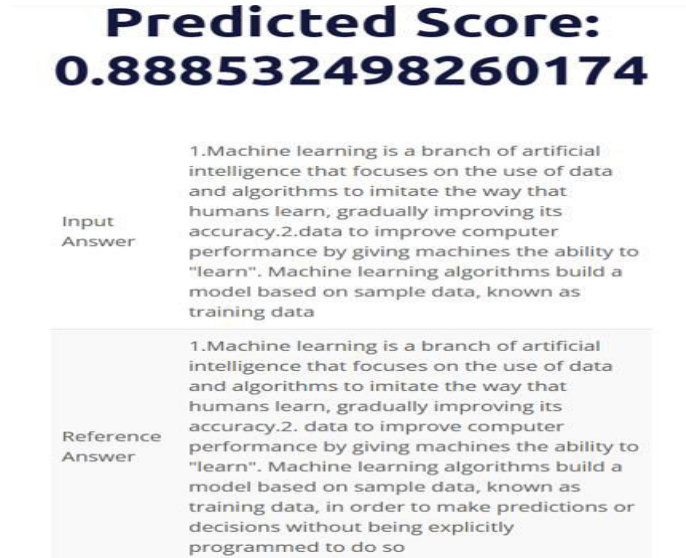 Predicted Score:
0.888532498260174
Input
Answer
1.Machine learning is a branch of artificial
intelligence that focuses on the use of data
and algorithms to imitate the way that
humans learn, gradually improving its
accuracy.2.data to improve computer
performance by giving machines the ability to
"learn". Machine learning algorithms build a
model based on sample data, known as
training data
Reference
Answer
1.Machine learning is a branch of artificial
intelligence that focuses on the use of data
and algorithms to imitate the way that
humans learn, gradually improving its
accuracy.2. data to improve computer
performance by giving machines the ability to
"learn". Machine learning algorithms build a
model based on sample data, known as
training data, in order to make predictions or
decisions without being explicitly
programmed to do so